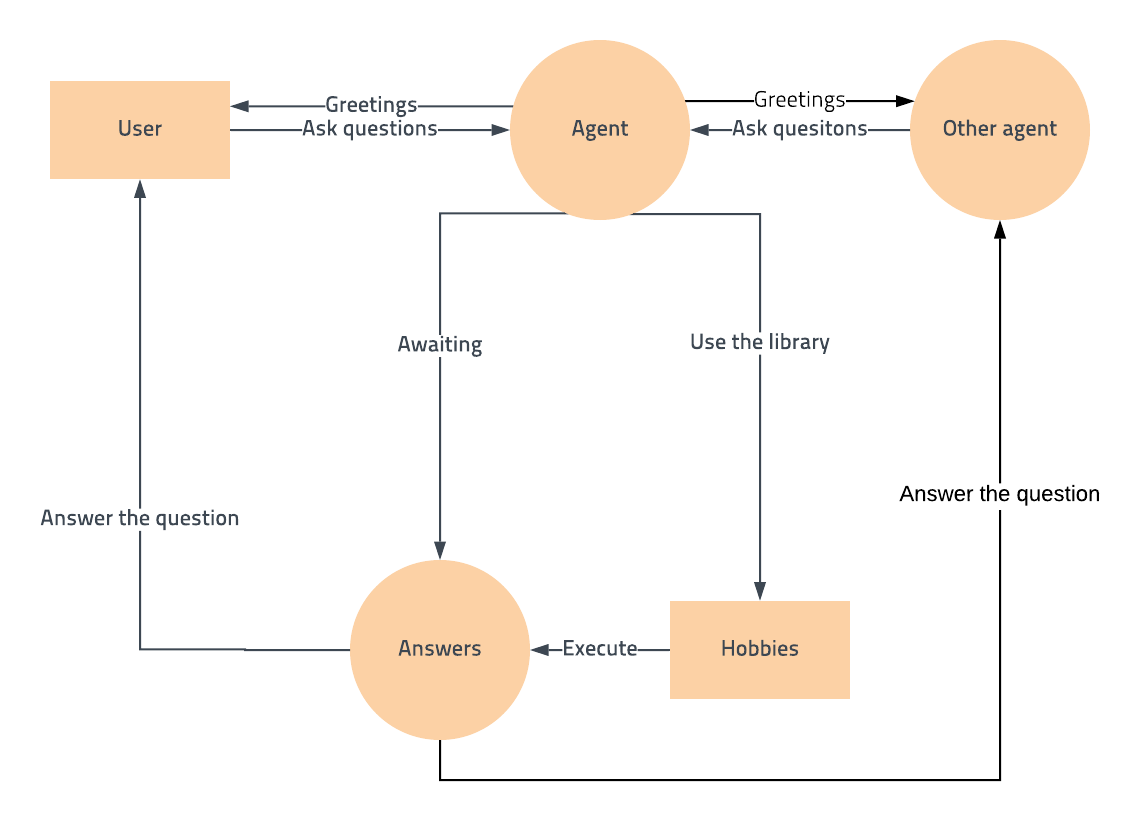 Greetings
Greetings
User
Ask questions
Agent
Ask quesitons
Other agent
Awaiting
Use the library
Answer the question
Answer the question
Answers
Execute
Hobbies